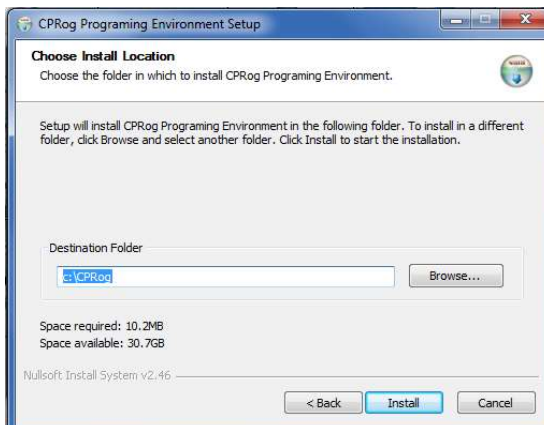 CPRog Programing Environment Setup
Choose Install Location
Choose the folder in which to install CPRog Programing Environment.
Setup will install CPRog Programing Environment in the following folder. To install in a different
folder, click Browse and select another folder. Click Install to start the installation.
Destination Folder
c:\CPRog
Browse...
Space required: 10.2MB
Space available: 30.7GB
Nullsoft Install System v2.46
< Back
Install
Cancel